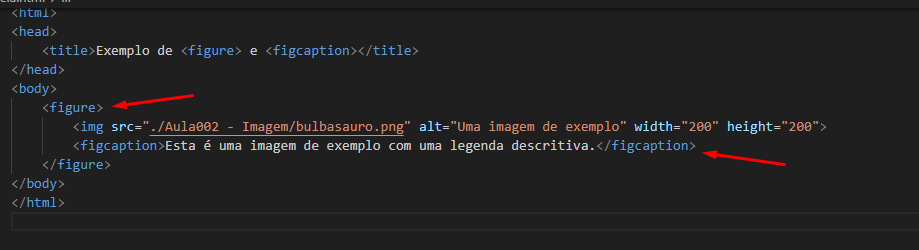 <html>
<head>
<title>Exemplo de <figure> e <figcaption></title>
</head>
<body>
<figure>
<img src="./Aula002 - Imagem/bulbasauro.png" alt="Uma imagem de exemplo" width="200" height="200">
<figcaption>Esta é uma imagem de exemplo com uma legenda descritiva.</figcaption>
</figure>
</body>
</html>